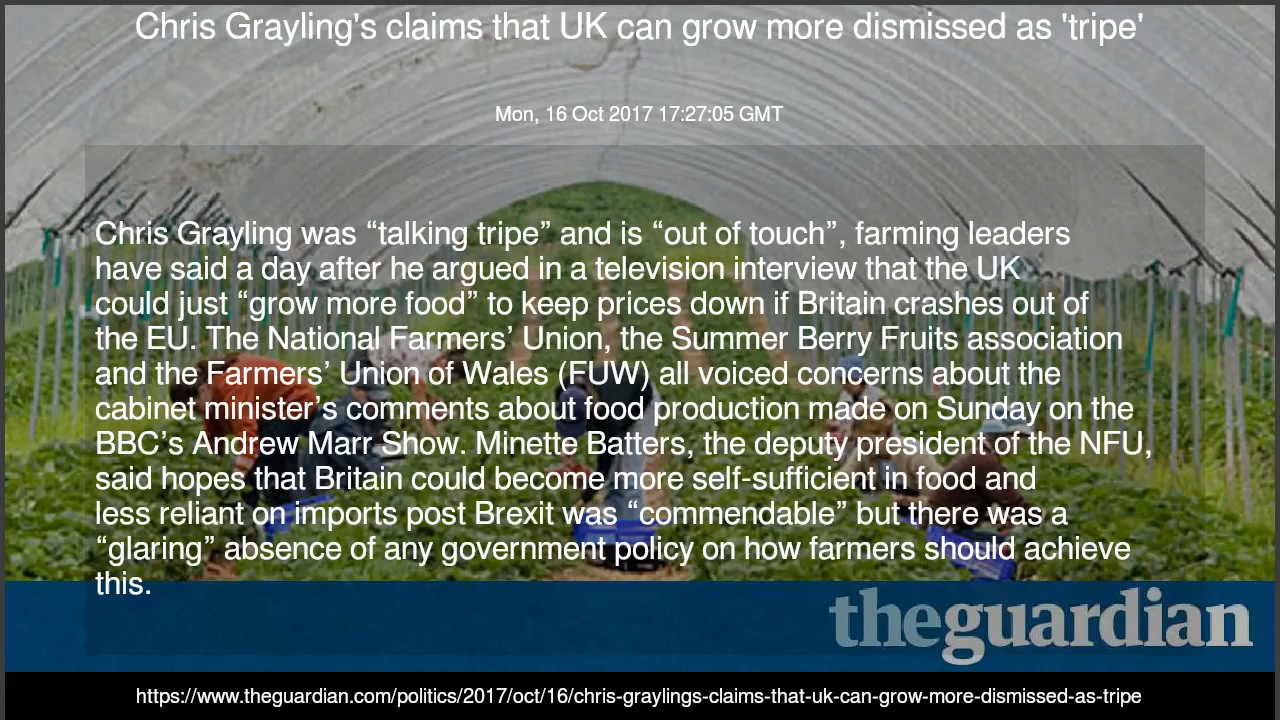 Chris Grayling's claims that UK can grow more dismissed as 'tripe'
Mon, 16 Oct 2017 17:27:05 GMT
Chris Grayling was “talking tripe” and is “out of touch”, farming leaders
have said a day after he argued in a television interview that the UK
could just “grow more food” to keep prices down if Britain crashes out of
the EU. The National Farmers’ Union, the Summer Berry Fruits association
and the Farmers’ Union of Wales (FUW) all voiced concerns about the
cabinet minister’s comments about food production made on Sunday on the
BBC’s Andrew Marr Show. Minette Batters, the deputy president of the NFU,
said hopes that Britain could become more self-sufficient in food and
less reliant on imports post Brexit was “commendable” but there was a
“glaring” absence of any government policy on how farmers should achieve
this.
theguardian
https://www.theguardian.com/politics/2017/oct/16/chris-graylings-claims-that-uk-can-grow-more-dismissed-as-tripe